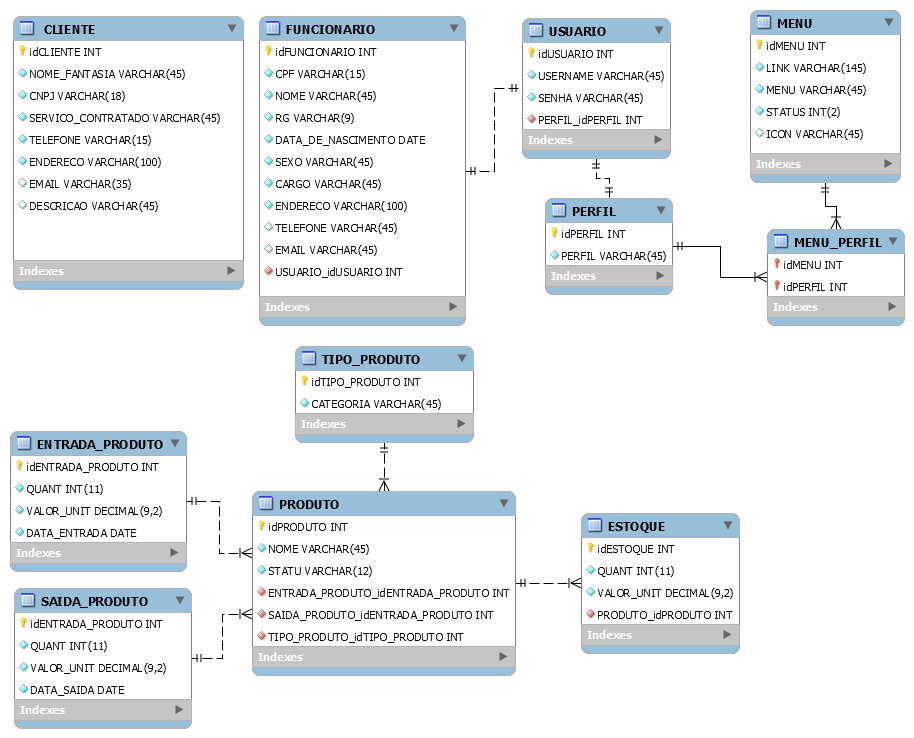 CLIENTE
idCLIENTE INT
NOME_FANTASIA VARCHAR(45)
CNPJ VARCHAR(18)
SERVICO_CONTRATADO VARCHAR(45)
TELEFONE VARCHAR(15)
ENDERECO VARCHAR(100)
EMAIL VARCHAR(35)
DESCRICAO VARCHAR(45)
Indexes
FUNCIONARIO
idFUNCIONARIO INT
CPF VARCHAR(15)
NOME VARCHAR(45)
RG VARCHAR(9)
DATA_DE_NASCIMENTO DATE
SEXO VARCHAR(45)
CARGO VARCHAR(45)
ENDERECO VARCHAR(100)
TELEFONE VARCHAR(45)
EMAIL VARCHAR(45)
USUARIO_idUSUARIO INT
Indexes
USUARIO
idUSUARIO INT
USERNAME VARCHAR(45)
SENHA VARCHAR(45)
PERFIL_idPERFIL INT
Indexes
MENU
idMENU INT
LINK VARCHAR(145)
MENU VARCHAR(45)
STATUS INT(2)
ICON VARCHAR(45)
Indexes
PERFIL
idPERFIL INT
PERFIL VARCHAR(45)
Indexes
MENU_PERFIL
idMENU INT
idPERFIL INT
Indexes
TIPO_PRODUTO
idTIPO_PRODUTO INT
CATEGORIA VARCHAR(45)
Indexes
ENTRADA_PRODUTO
idENTRADA_PRODUTO INT
QUANT INT(11)
VALOR_UNIT DECIMAL(9,2)
DATA_ENTRADA DATE
Indexes
SAIDA_PRODUTO
idENTRADA_PRODUTO INT
QUANT INT(11)
VALOR_UNIT DECIMAL(9,2)
DATA_SAIDA DATE
Indexes
PRODUTO
idPRODUTO INT
NOME VARCHAR(45)
STATU VARCHAR(12)
ENTRADA_PRODUTO_idENTRADA_PRODUTO INT
SAIDA_PRODUTO_idENTRADA_PRODUTO INT
TIPO_PRODUTO_idTIPO_PRODUTO INT
Indexes
ESTOQUE
idESTOQUE INT
QUANT INT(11)
VALOR_UNIT DECIMAL (9,2)
PRODUTO_idPRODUTO INT
Indexes